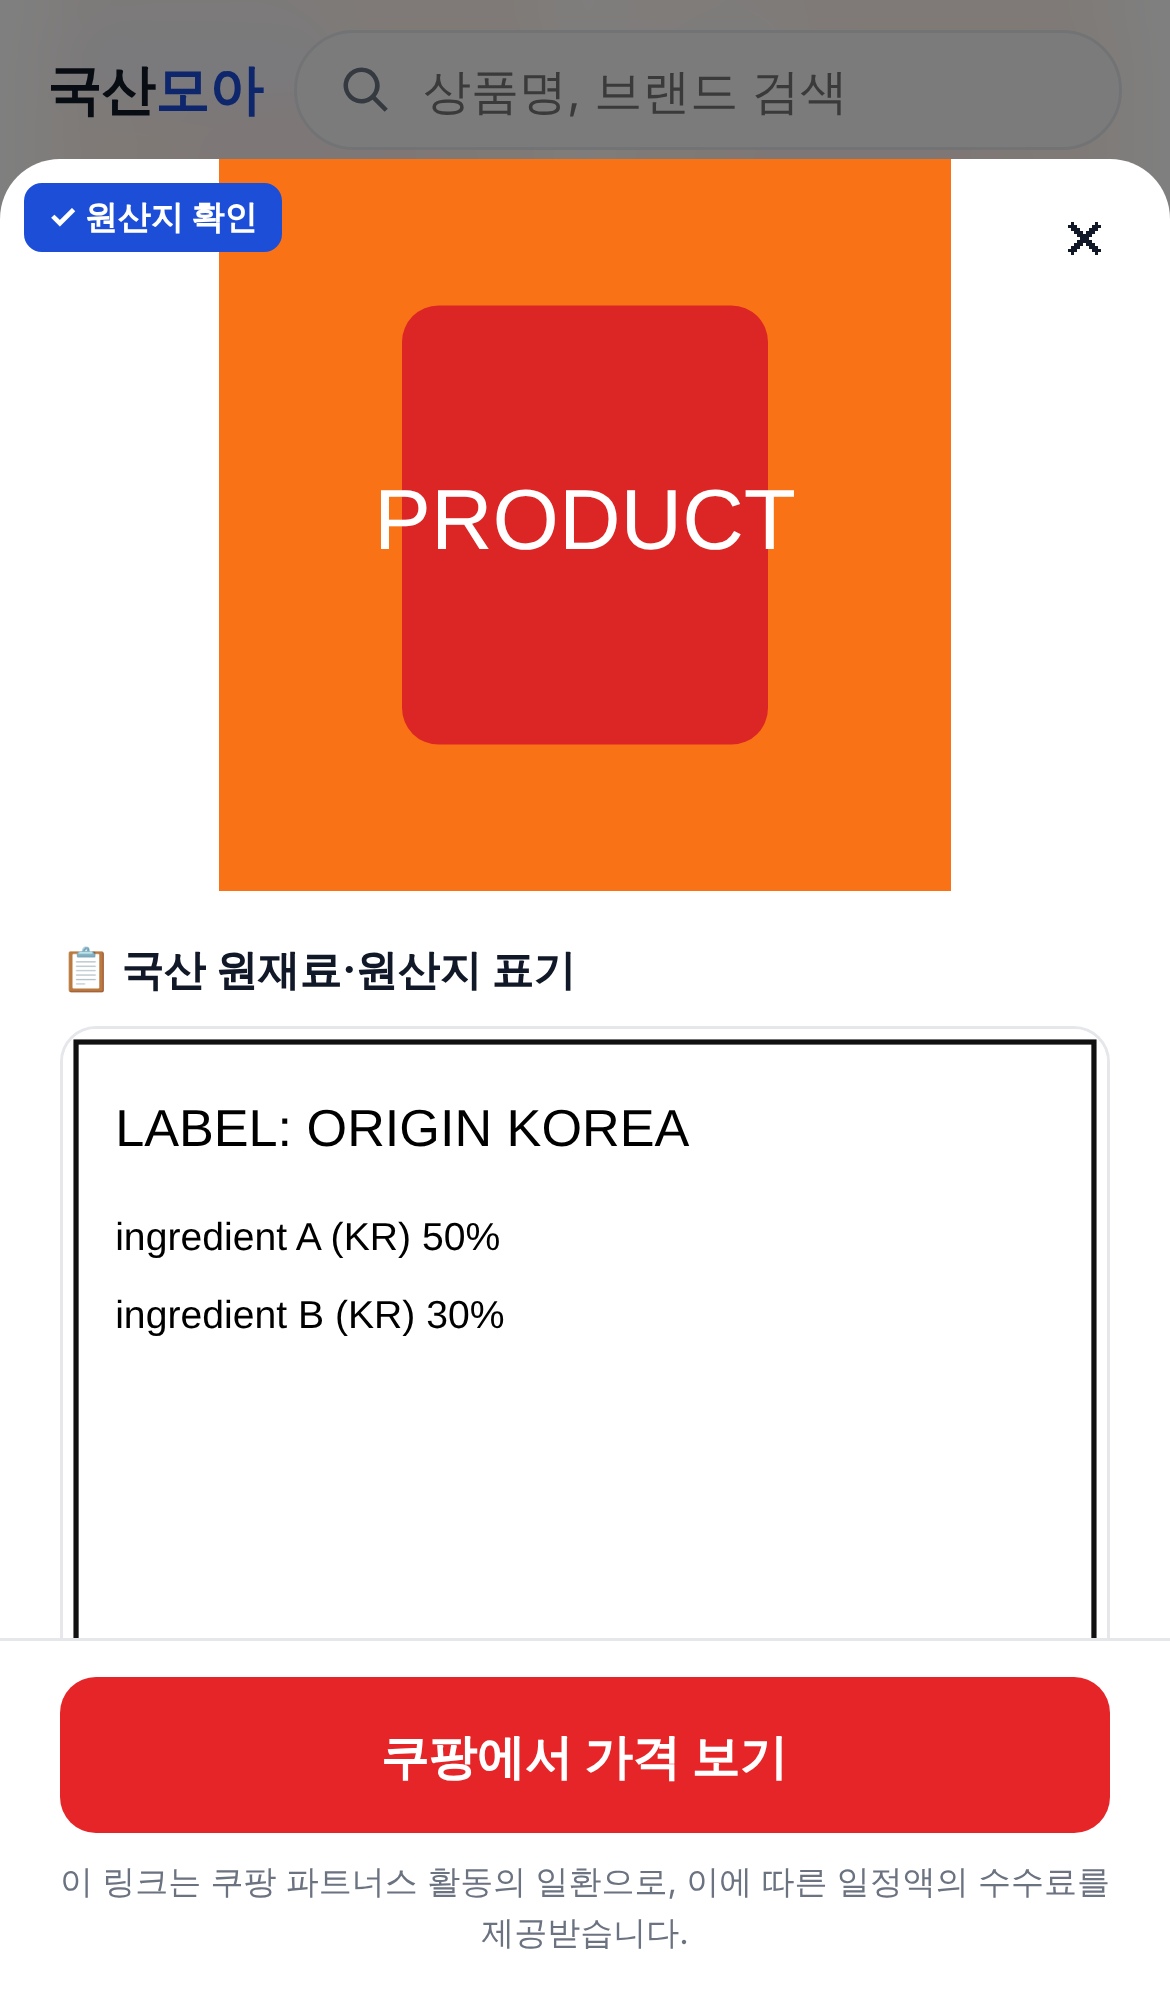 국산모아
상품명, 브랜드 검색
✓ 원산지 확인
PRODUCT
📋 국산 원재료·원산지 표기
LABEL: ORIGIN KOREA
ingredient A (KR) 50%
ingredient B (KR) 30%
쿠팡에서 가격 보기
이 링크는 쿠팡 파트너스 활동의 일환으로, 이에 따른 일정액의 수수료를
제공받습니다.